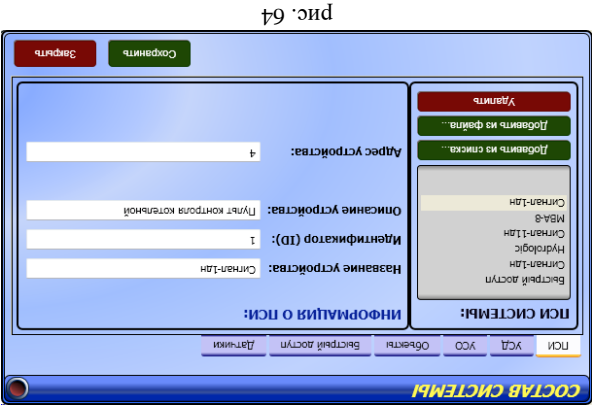 СОСТАВ СИСТЕМЫ
ПСИ УСД УСО Объекты Быстрый доступ Датчики
ПСИ СИСТЕМЫ:
Быстрый доступ
Сигнал-1дн
Hydrologic
Сигнал-11дн
МВА-8
Сигнал-1дн
Добавить из списка...
Добавить из файла...
Удалить
ИНФОРМАЦИЯ О ПСИ:
Название устройства: Сигнал-1дн
Идентификатор (ID): 1
Описание устройства: Пульт контроля котельной
Адрес устройства: 4
Сохранить Закрыть
рис. 64